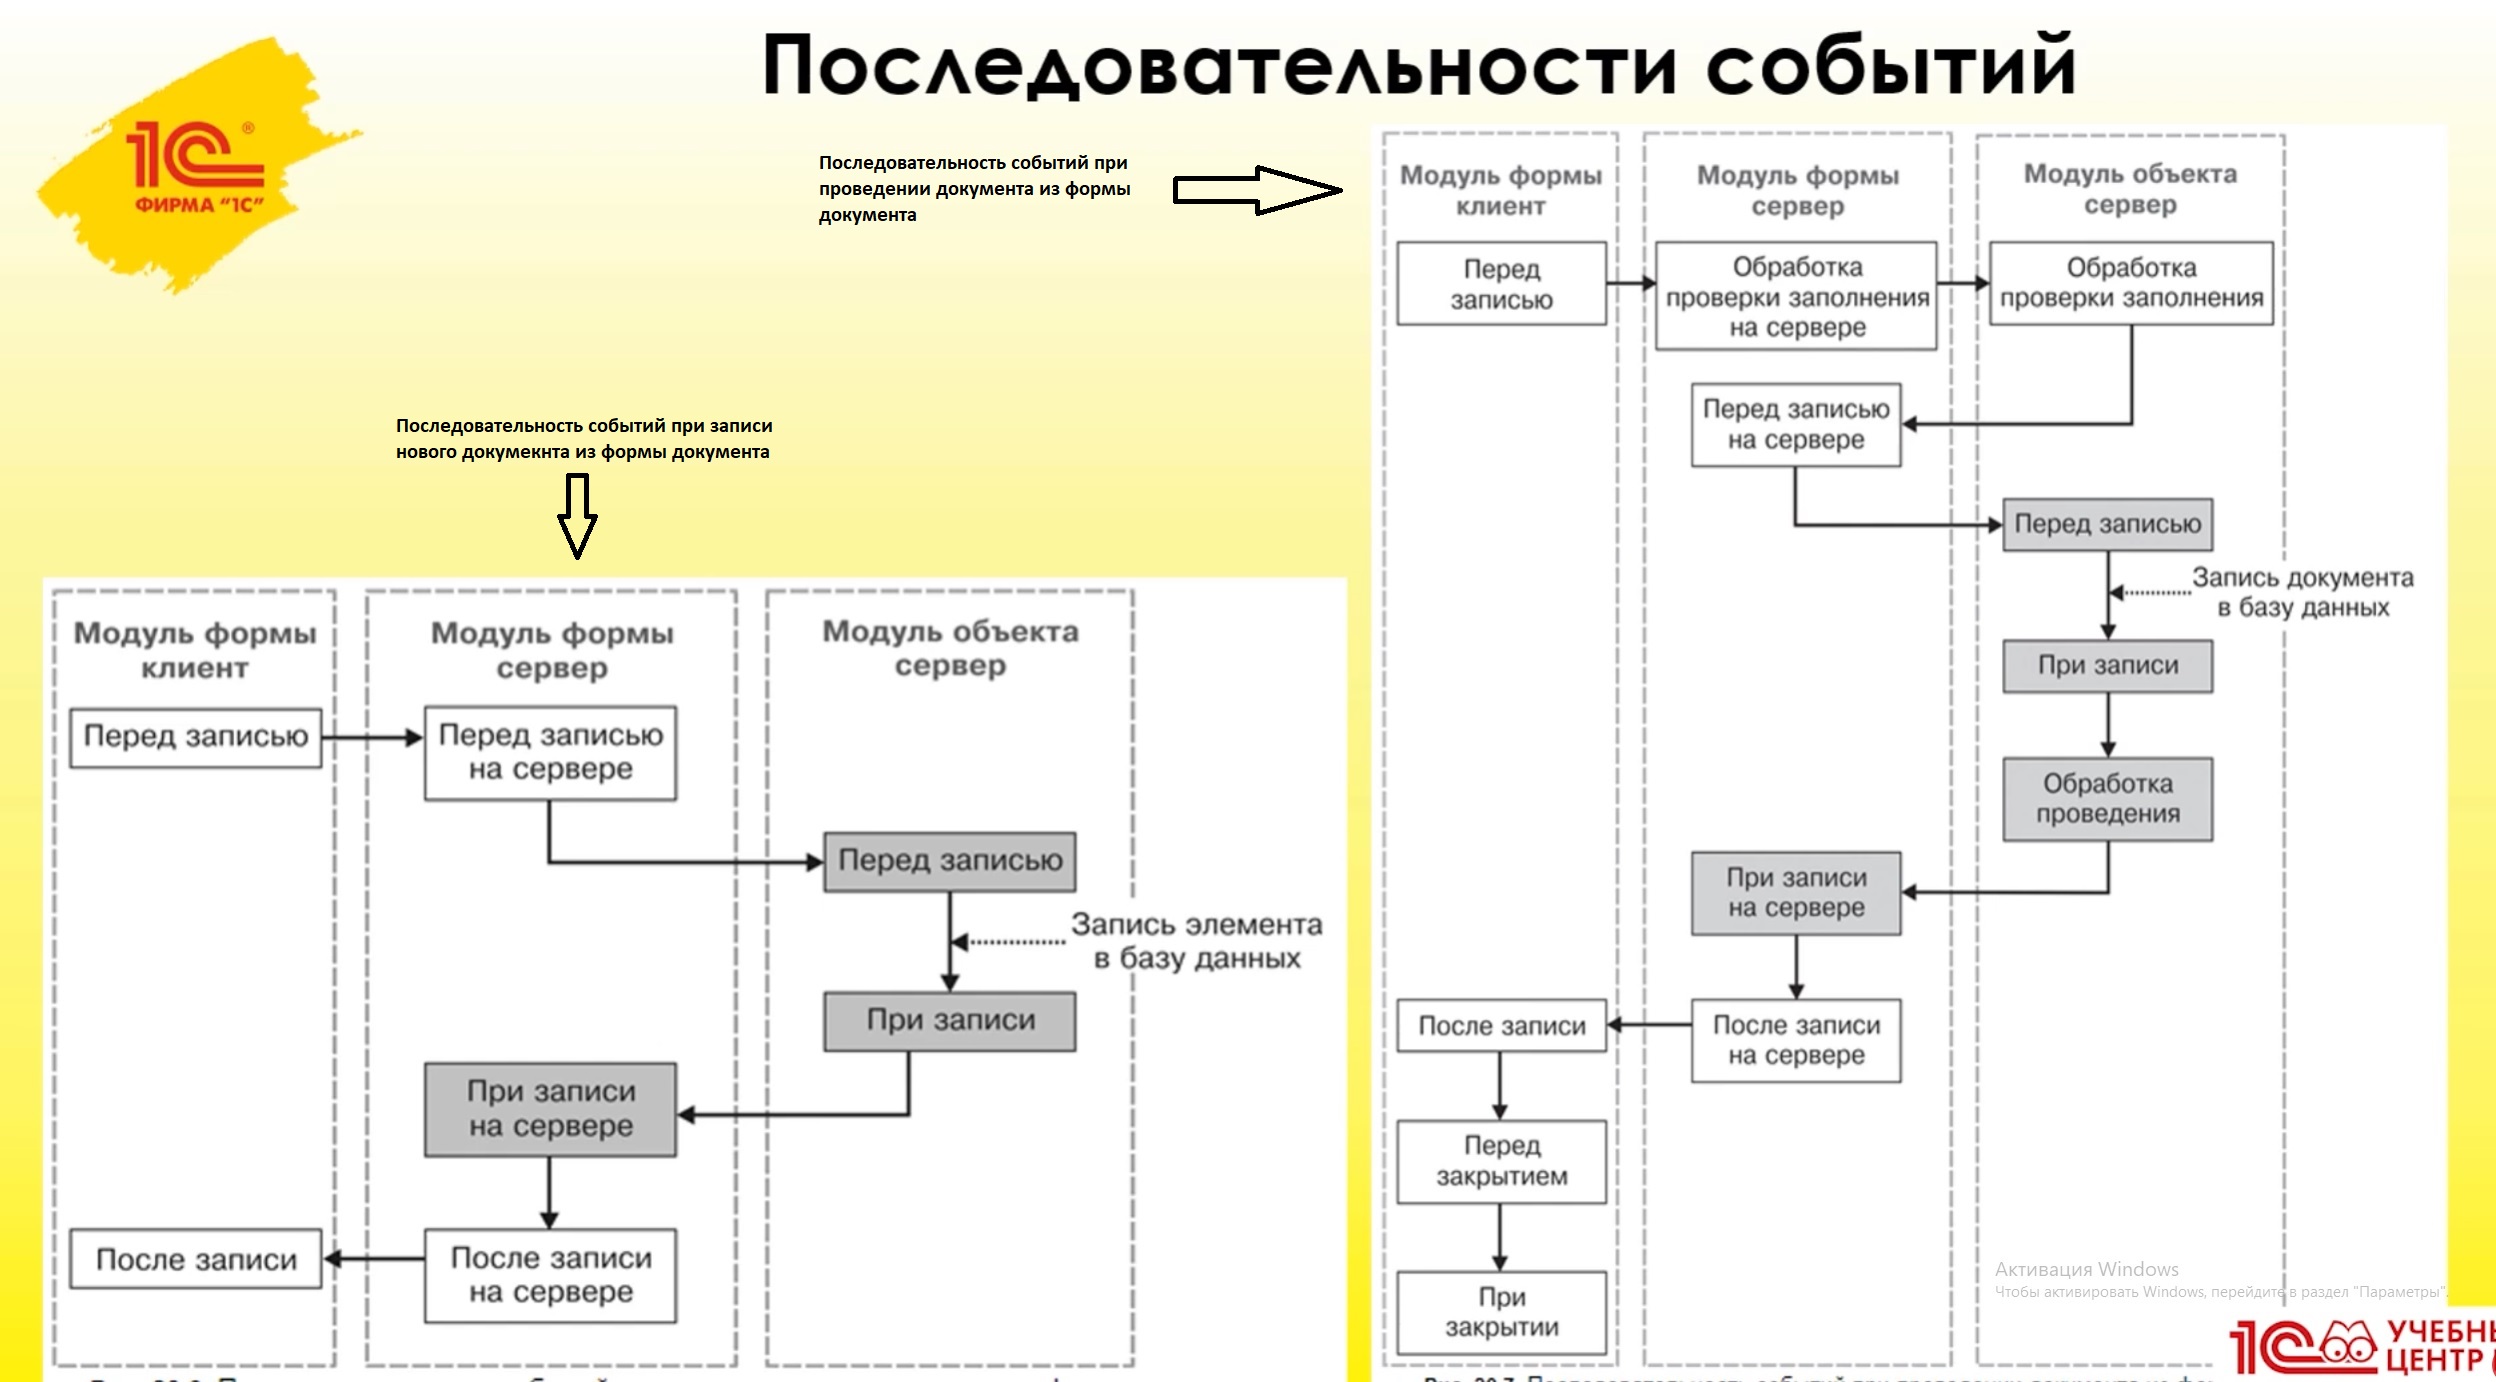 Последовательности событий
1С®
ФИРМА "1С"
Последовательность событий при
проведении документа из формы
документа
Последовательность событий при записи
нового докумекнта из формы документа
Модуль формы
клиент
Модуль формы
сервер
Модуль объекта
сервер
Перед записью
Перед записью
на сервере
Перед записью
Запись элемента
в базу данных
При записи
При записи
на сервере
После записи
После записи
на сервере
Модуль формы
клиент
Модуль формы
сервер
Модуль объекта
сервер
Перед
записью
Обработка
проверки заполнения
на сервере
Обработка
проверки заполнения
Перед записью
на сервере
Перед записью
Запись документа
в базу данных
При записи
Обработка
проведения
При записи
на сервере
После записи
После записи
на сервере
Перед
закрытием
При
закрытии
Активация Windows
Чтобы активировать Windows, перейдите в раздел "Параметры".
1С
УЧЕБНЫ
ЦЕНТР